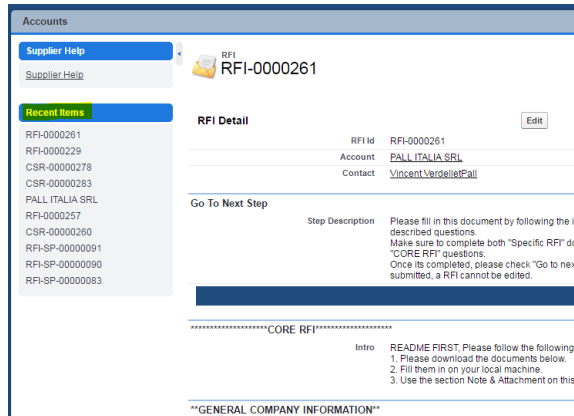 Accounts
Supplier Help
Supplier Help
Recent Items
RFI-0000261
RFI-0000229
CSR-00000278
CSR-00000283
PALL ITALIA SRL
RFI-0000257
CSR-00000260
RFI-SP-00000091
RFI-SP-00000090
RFI-SP-00000083
RFI
RFI-0000261
RFI Detail
Edit
RFI Id RFI-0000261
Account PALL ITALIA SRL
Contact Vincent VerdelletPall
Go To Next Step
Step Description Please fill in this document by following the
described questions.
Make sure to complete both "Specific RFI"
"CORE RFI" questions.
Once its completed, please check "Go to
submitted, a RFI cannot be edited.
********************CORE RFI********************
Intro README FIRST, Please follow the following
1. Please download the documents below.
2. Fill them in on your local machine.
3. Use the section Note & Attachment on this
**GENERAL COMPANY INFORMATION**